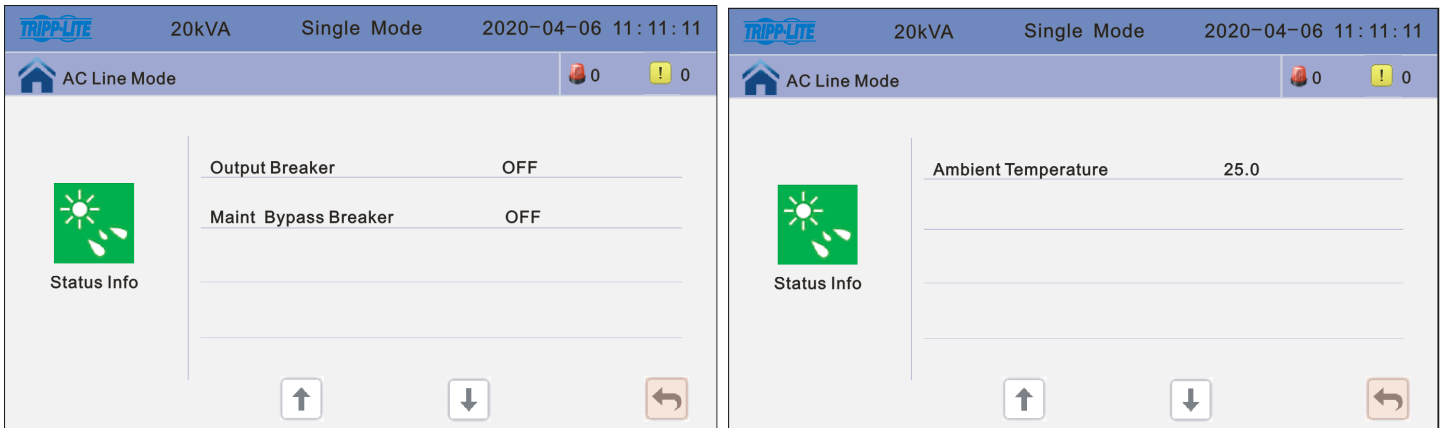 TRIPP-LITE 20kVA Single Mode 2020-04-06 11:11:11
AC Line Mode 0 ! 0
Output Breaker OFF
Maint Bypass Breaker OFF
Status Info
TRIPP-LITE 20kVA Single Mode 2020-04-06 11:11:11
AC Line Mode 0 ! 0
Ambient Temperature 25.0
Status Info